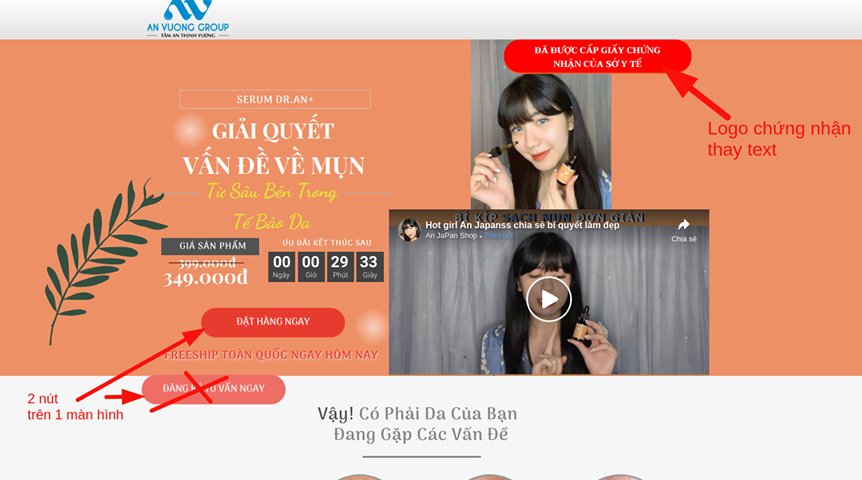 AN VUONG GROUP
TÂM AN THỊNH VƯỢNG
ĐÃ ĐƯỢC CẤP GIẤY CHỨNG
NHẬN CỦA SỞ Y TẾ
Logo chứng nhận
thay text
SERUM DR.AN+
GIẢI QUYẾT
VẤN ĐỀ VỀ MỤN
Từ Sâu Bên Trong
Tế Bào Da
GIÁ SẢN PHẨM
399.000đ
349.000đ
ƯU ĐÃI KẾT THÚC SAU
00 00 29 33
Ngày Giờ Phút Giây
BÍ KÍP SẠCH MỤN ĐƠN GIẢN
Hot girl An Japanss chia sẻ bí quyết làm đẹp
An JaPan Shop • Theo dõi
Chia sẻ
ĐẶT HÀNG NGAY
FREESHIP TOÀN QUỐC NGAY HÔM NAY
ĐĂNG KÝ TƯ VẤN NGAY
2 nút
trên 1 màn hình
Vậy! Có Phải Da Của Bạn
Đang Gặp Các Vấn Đề